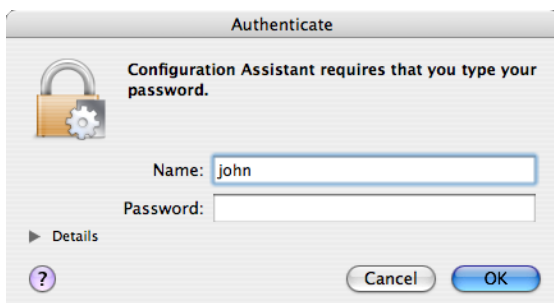 Authenticate
Configuration Assistant requires that you type your
password.
Name: john
Password:
Details
? Cancel OK